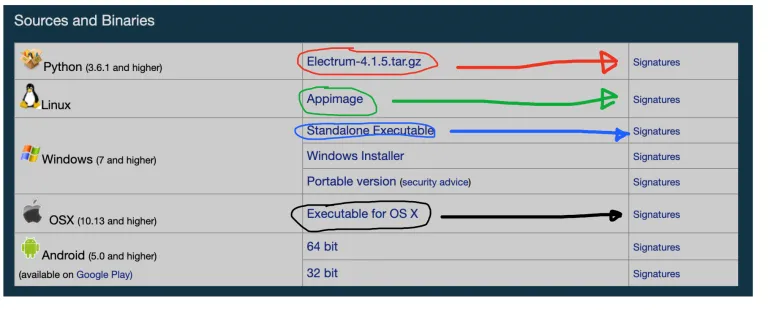 Sources and Binaries
Python (3.6.1 and higher) Electrum-4.1.5.tar.gz Signatures
Linux Appimage Signatures
Standalone Executable Signatures
Windows (7 and higher) Windows Installer Signatures
Portable version (security advice) Signatures
OSX (10.13 and higher) Executable for OS X Signatures
Android (5.0 and higher) 64 bit Signatures
(available on Google Play) 32 bit Signatures